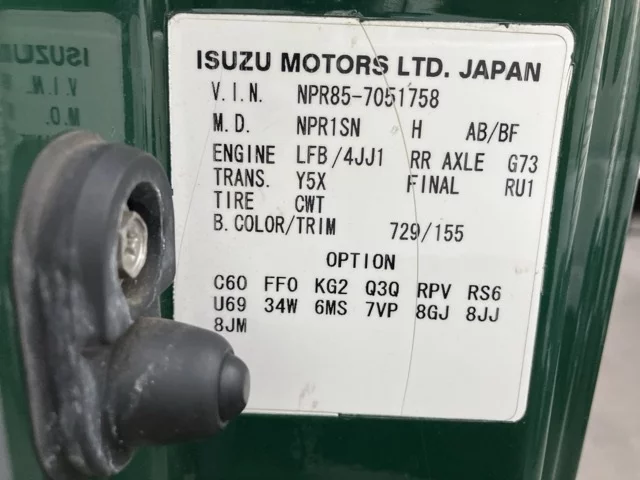 ISUZU MOTORS LTD. JAPAN
V.I.N. NPR85-7051758
M.D. NPR1SN H AB/BF
ENGINE LFB/4JJ1 RR AXLE G73
TRANS. Y5X FINAL RU1
TIRE CWT
B.COLOR/TRIM 729/155
OPTION
C60 FF0 KG2 Q3Q RPV RS6
U69 34W 6MS 7VP 8GJ 8JJ
8JM